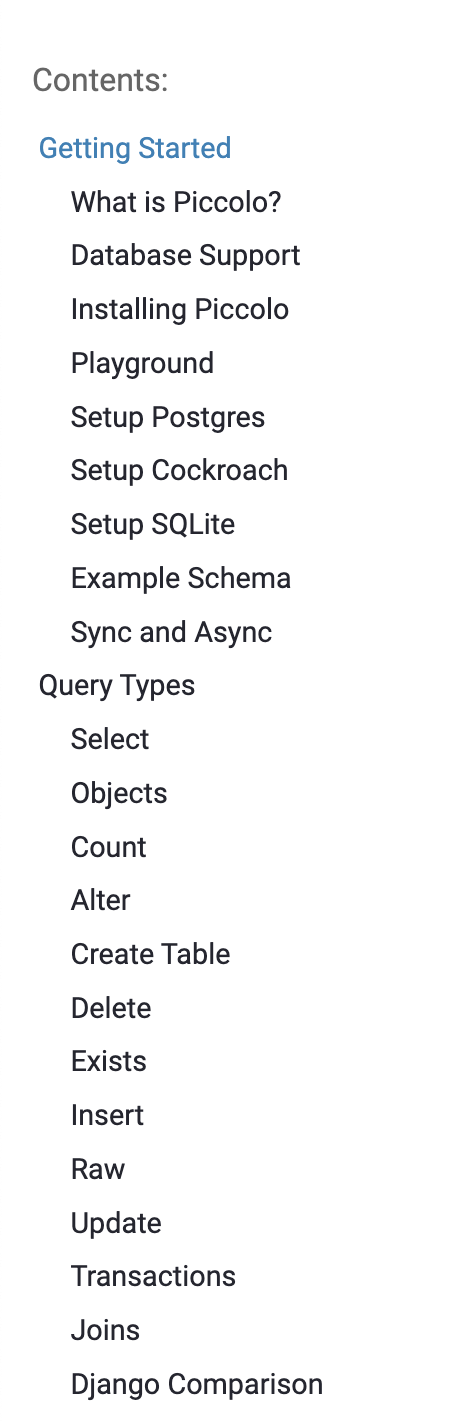 Contents:
Getting Started
What is Piccolo?
Database Support
Installing Piccolo
Playground
Setup Postgres
Setup Cockroach
Setup SQLite
Example Schema
Sync and Async
Query Types
Select
Objects
Count
Alter
Create Table
Delete
Exists
Insert
Raw
Update
Transactions
Joins
Django Comparison